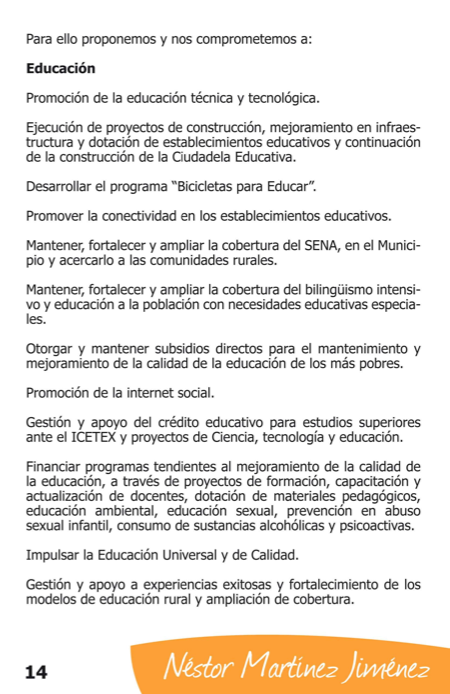 Para ello proponemos y nos comprometemos a:
Educación
Promoción de la educación técnica y tecnológica.
Ejecución de proyectos de construcción, mejoramiento en infraes-
tructura y dotación de establecimientos educativos y continuación
de la construcción de la Ciudadela Educativa.
Desarrollar el programa “Bicicletas para Educar”.
Promover la conectividad en los establecimientos educativos.
Mantener, fortalecer y ampliar la cobertura del SENA, en el Munici-
pio y acercarlo a las comunidades rurales.
Mantener, fortalecer y ampliar la cobertura del bilingüismo intensi-
vo y educación a la población con necesidades educativas especia-
les.
Otorgar y mantener subsidios directos para el mantenimiento y
mejoramiento de la calidad de la educación de los más pobres.
Promoción de la internet social.
Gestión y apoyo del crédito educativo para estudios superiores
ante el ICETEX y proyectos de Ciencia, tecnología y educación.
Financiar programas tendientes al mejoramiento de la calidad de
la educación, a través de proyectos de formación, capacitación y
actualización de docentes, dotación de materiales pedagógicos,
educación ambiental, educación sexual, prevención en abuso
sexual infantil, consumo de sustancias alcohólicas y psicoactivas.
Impulsar la Educación Universal y de Calidad.
Gestión y apoyo a experiencias exitosas y fortalecimiento de los
modelos de educación rural y ampliación de cobertura.
14
Néstor Martínez Jiménez